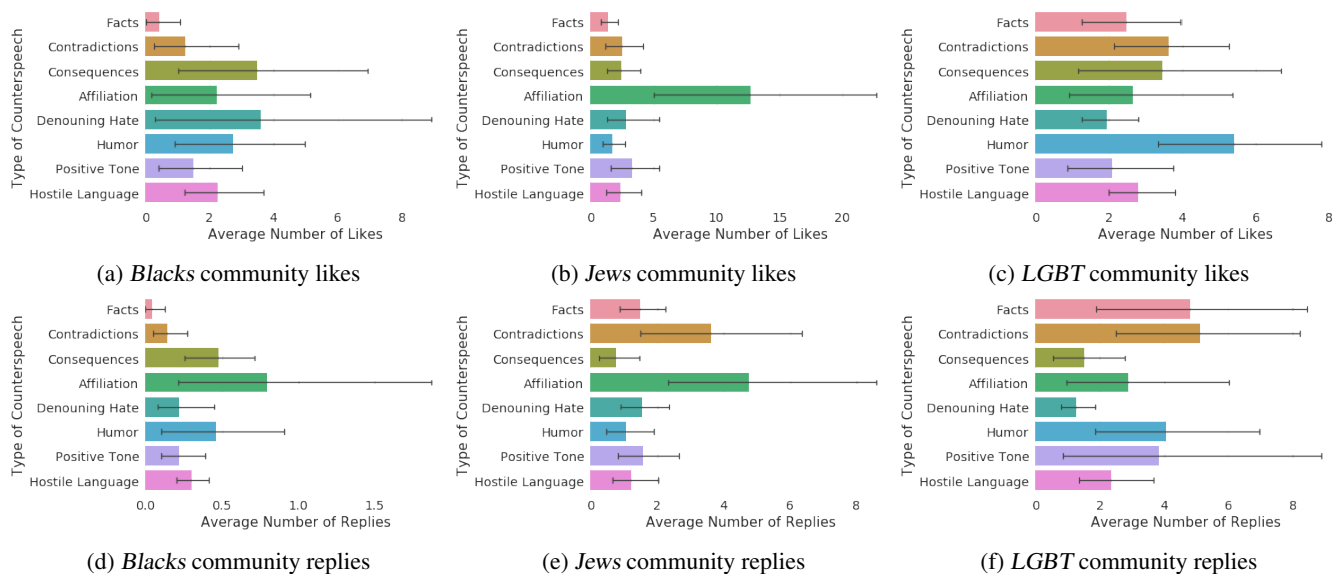 Type of Counterspeech
Facts
Contradictions
Consequences
Affiliation
Denouning Hate
Humor
Positive Tone
Hostile Language
0 2 4 6 8
Average Number of Likes
(a) Blacks community likes
Type of Counterspeech
Facts
Contradictions
Consequences
Affiliation
Denouning Hate
Humor
Positive Tone
Hostile Language
0 5 10 15 20
Average Number of Likes
(b) Jews community likes
Type of Counterspeech
Facts
Contradictions
Consequences
Affiliation
Denouning Hate
Humor
Positive Tone
Hostile Language
0 2 4 6 8
Average Number of Likes
(c) LGBT community likes
Type of Counterspeech
Facts
Contradictions
Consequences
Affiliation
Denouning Hate
Humor
Positive Tone
Hostile Language
0.0 0.5 1.0 1.5
Average Number of Replies
(d) Blacks community replies
Type of Counterspeech
Facts
Contradictions
Consequences
Affiliation
Denouning Hate
Humor
Positive Tone
Hostile Language
0 2 4 6 8
Average Number of Replies
(e) Jews community replies
Type of Counterspeech
Facts
Contradictions
Consequences
Affiliation
Denouning Hate
Humor
Positive Tone
Hostile Language
0 2 4 6 8
Average Number of Replies
(f) LGBT community replies